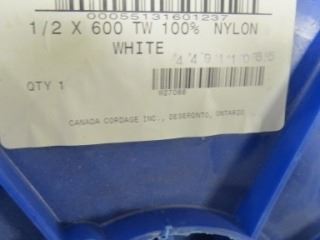 00055131601237
1/2 X 600 TW 100% NYLON
WHITE
QTY 1
CANADA CORDAGE INC., DESERONTO, ONTARIO